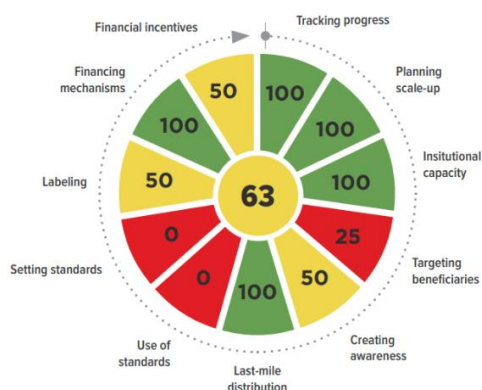 Financial incentives
Tracking progress
Financing
mechanisms
Planning
scale-up
50
100
100
100
Labeling
50
63
100
Insitutional
capacity
Setting standards
0
25
Targeting
beneficiaries
0
100
50
Use of
standards
Last-mile
distribution
Creating
awareness